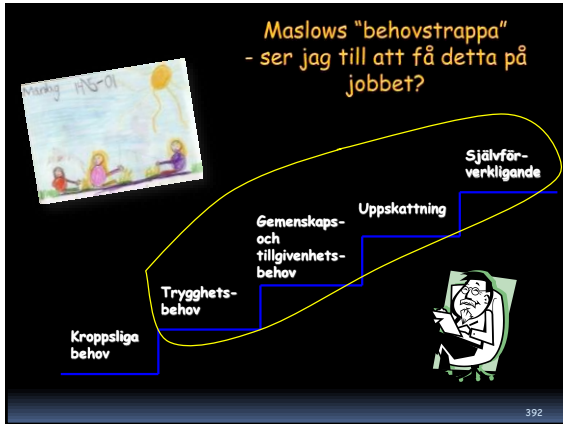 Maslows “behovstrappa”
- ser jag till att få detta på
jobbet?
Självför-
verkligande
Uppskattning
Gemenskaps-
och
tillgivenhets-
behov
Trygghets-
behov
Kroppsliga
behov
392